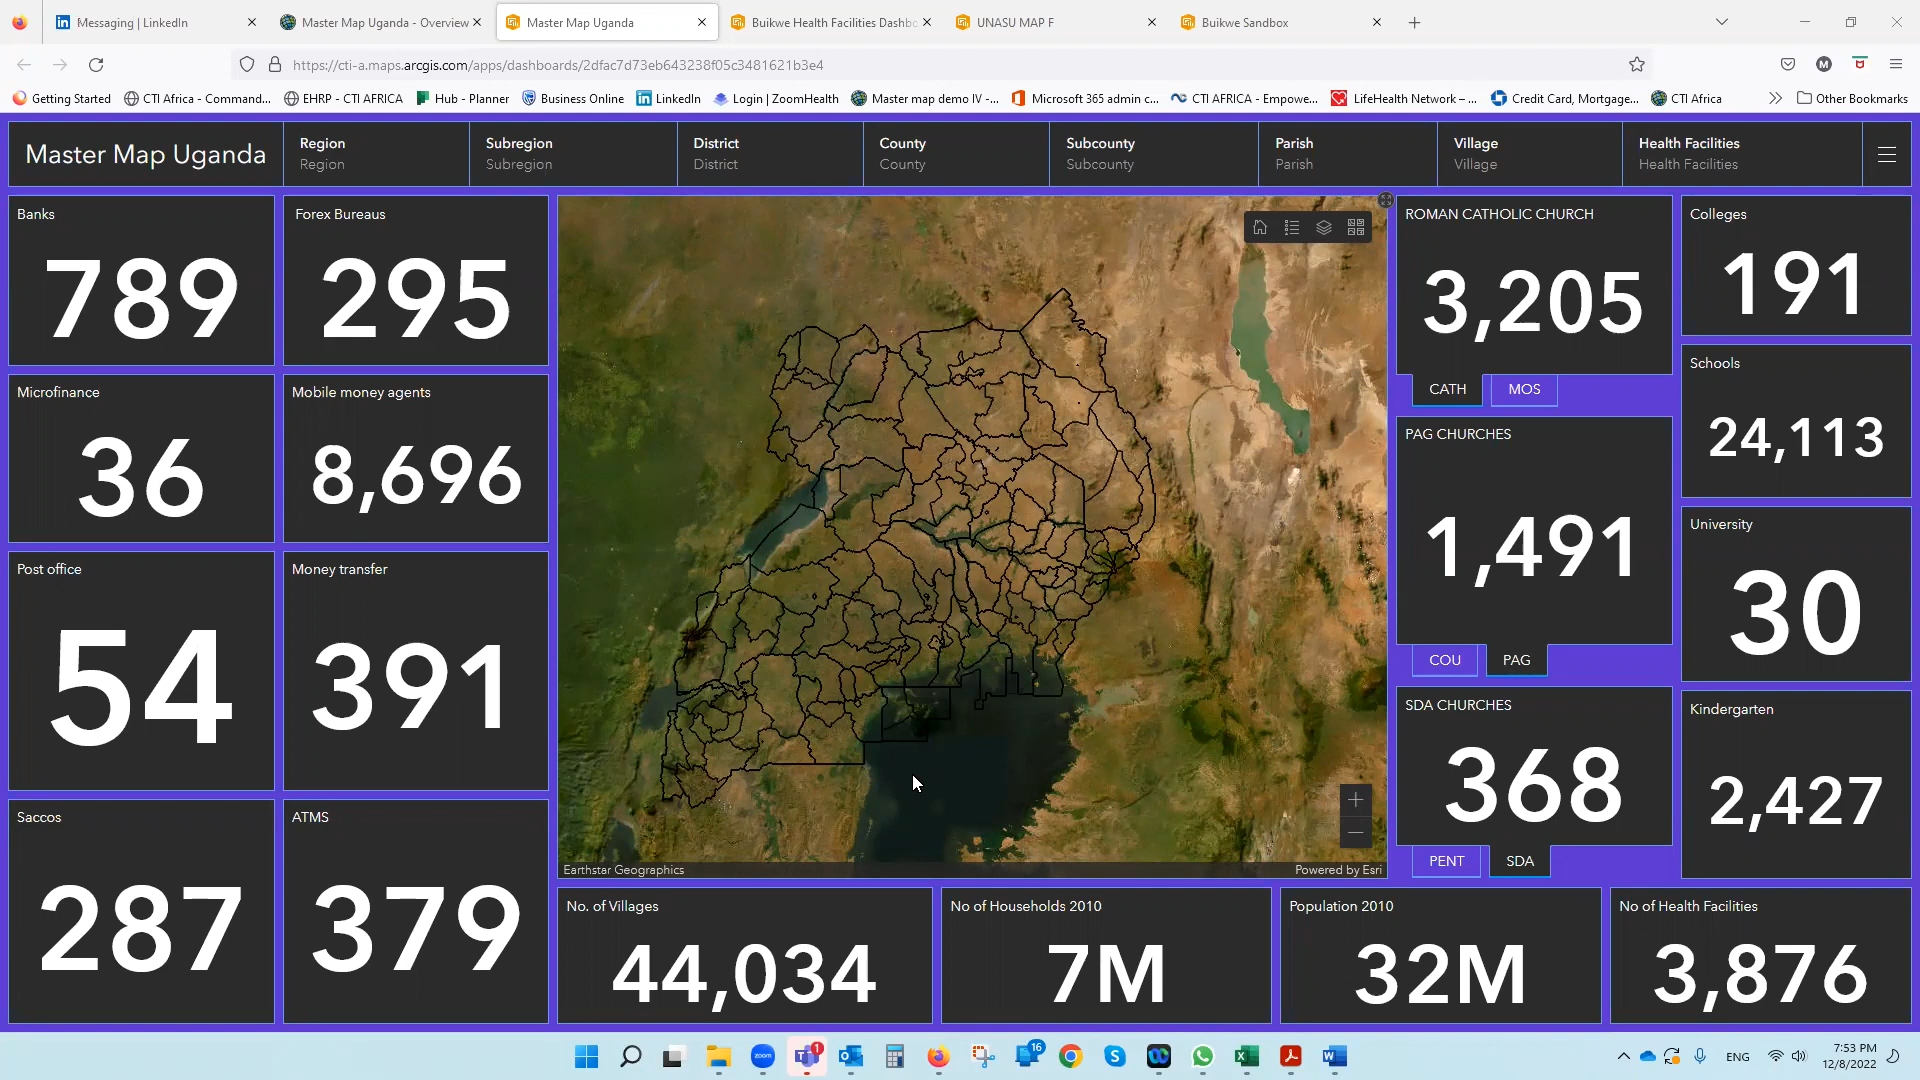 Messaging | LinkedIn
Master Map Uganda - Overview
Master Map Uganda
Buikwe Health Facilities Dashbo
UNASU MAP F
Buikwe Sandbox
https://cti-a.maps.arcgis.com/apps/dashboards/2dfac7d73eb643238f05c3481621b3e4
Getting Started
CTI Africa - Command...
EHRP - CTI AFRICA
Hub - Planner
Business Online
LinkedIn
Login | ZoomHealth
Master map demo IV -...
Microsoft 365 admin c...
CTI AFRICA - Empowe...
LifeHealth Network – ...
Credit Card, Mortgage...
CTI Africa
Other Bookmarks
Master Map Uganda
Region
Region
Subregion
Subregion
District
District
County
County
Subcounty
Subcounty
Parish
Parish
Village
Village
Health Facilities
Health Facilities
Banks
789
Forex Bureaus
295
Microfinance
36
Mobile money agents
8,696
Post office
54
Money transfer
391
Saccos
287
ATMS
379
Earthstar Geographics
Powered by Esri
ROMAN CATHOLIC CHURCH
3,205
CATH
MOS
PAG CHURCHES
1,491
COU
PAG
SDA CHURCHES
368
PENT
SDA
Colleges
191
Schools
24,113
University
30
Kindergarten
2,427
No. of Villages
44,034
No of Households 2010
7M
Population 2010
32M
No of Health Facilities
3,876
zoom
1
16
ENG
7:53 PM
12/8/2022